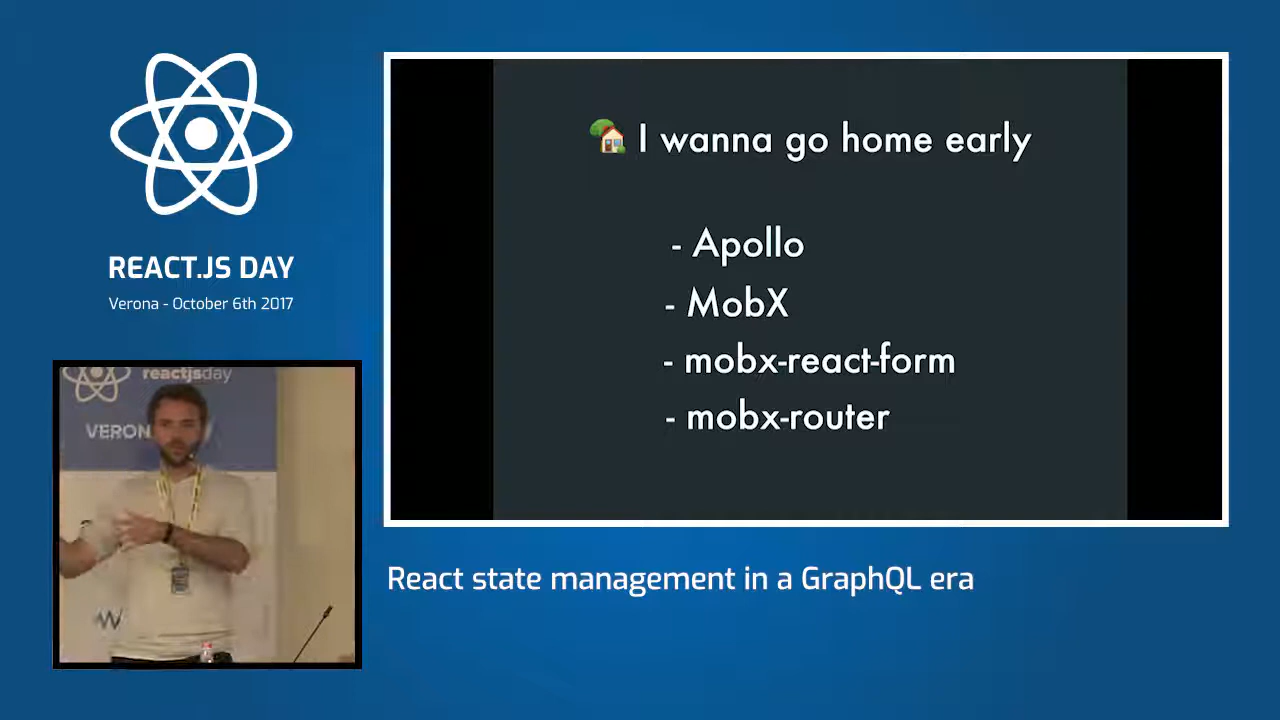 REACT.JS DAY
Verona - October 6th 2017
reactjsday
VERON
🏡 I wanna go home early
- Apollo
- MobX
- mobx-react-form
- mobx-router
React state management in a GraphQL era